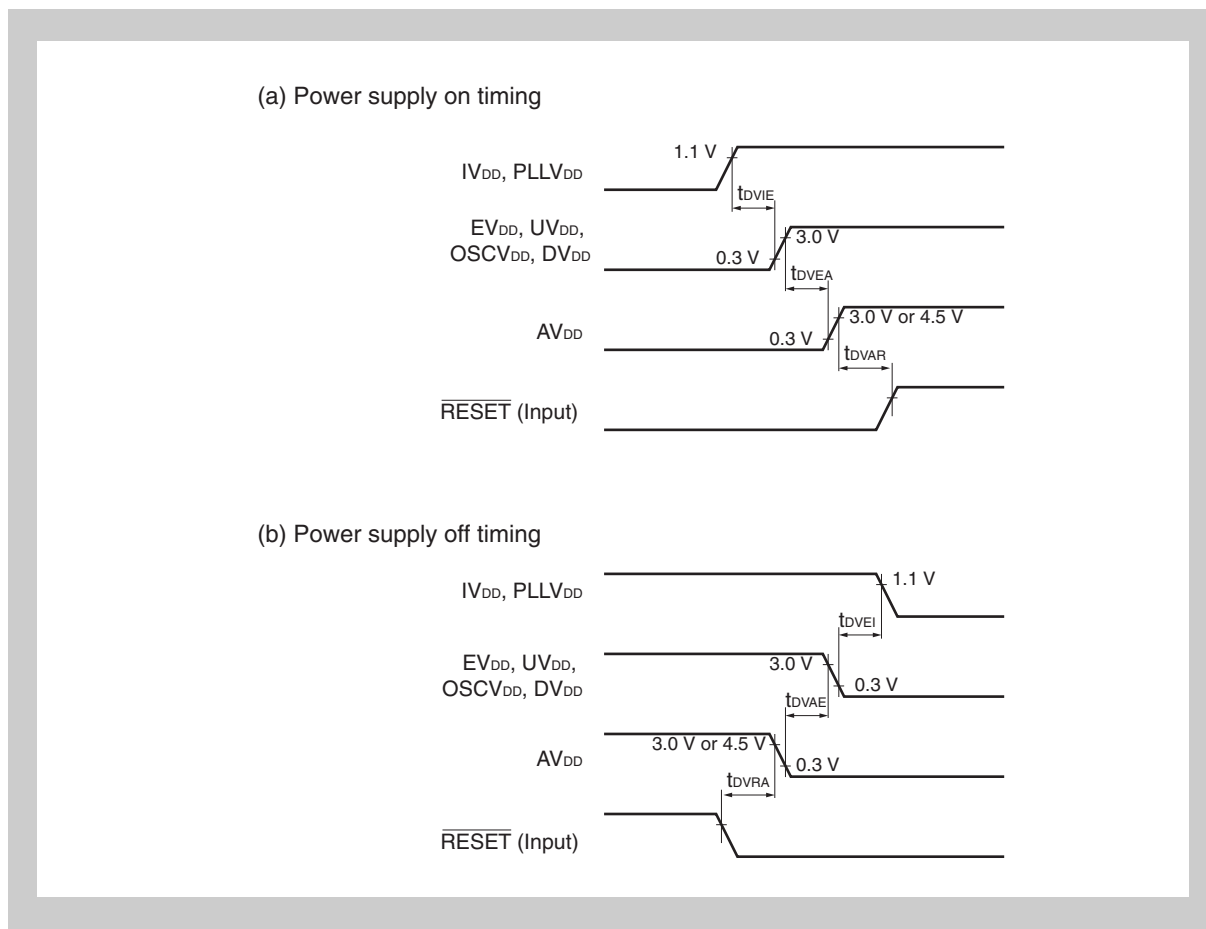 (a) Power supply on timing
1.1 V
IVDD, PLLVDD
tDVIE
EVDD, UVDD,
OSCVDD, DVDD
3.0 V
0.3 V
tDVEA
AVDD
3.0 V or 4.5 V
0.3 V
tDVAR
RESET (Input)
(b) Power supply off timing
IVDD, PLLVDD
1.1 V
tDVEI
EVDD, UVDD,
OSCVDD, DVDD
3.0 V
0.3 V
tDVAE
3.0 V or 4.5 V
AVDD
0.3 V
tDVRA
RESET (Input)